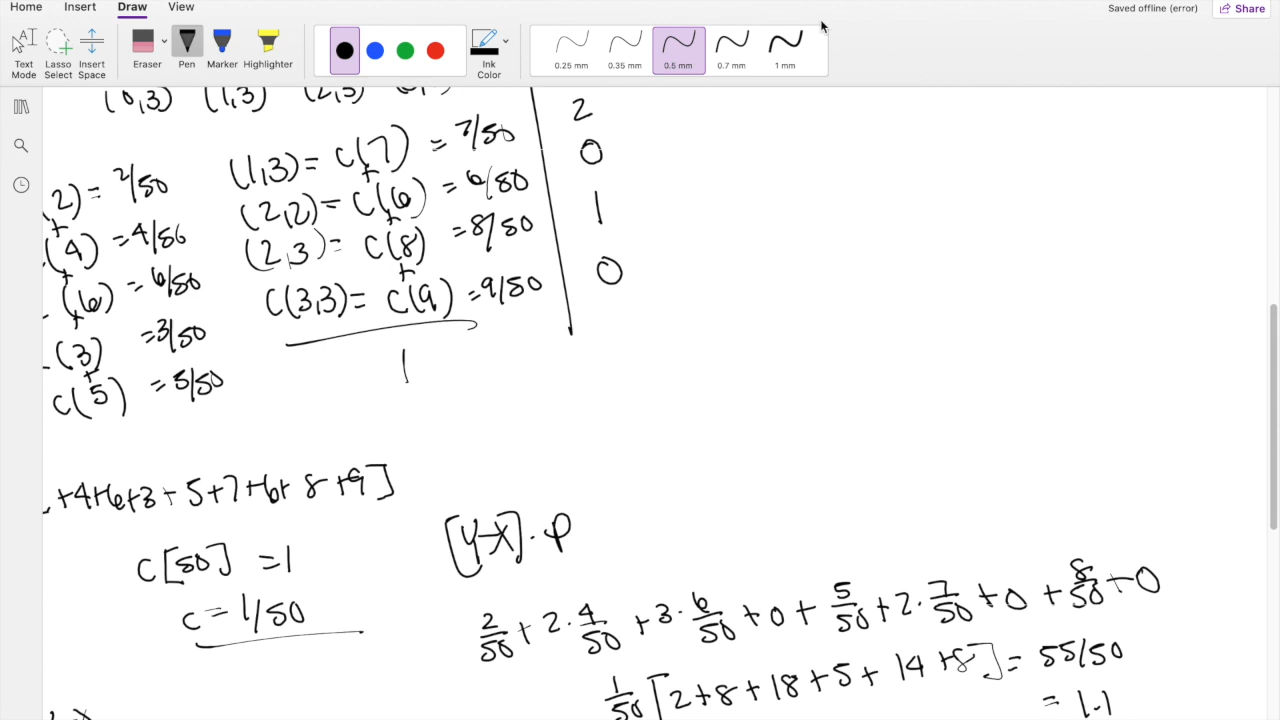 Home Insert Draw View Saved offline (error) Share
Text Mode
Lasso Select
Insert Space
Eraser
Pen
Marker
Highlighter
Ink Color
0.25 mm
0.35 mm
0.5 mm
0.7 mm
1 mm
(0,3) (1,3) (2,3)
2) = 2/50
+
(4) = 4/50
+
(6) = 6/50
+
(3) = 3/50
+
c(5) = 5/50
(1,3) = c(7) = 7/50
+
(2,2) = c(6) = 6/50
+
(2,3) = c(8) = 8/50
+
c(3,3) = c(9) = 9/50
1
2
0
1
0
+4+6+3+5+7+6+8+9]
c[50] = 1
c = 1/50
[Y-X] · P
2/50 + 2 · 4/50 + 3 · 6/50 + 0 + 5/50 + 2 · 7/50 + 0 + 8/50 + 0
1/50 [2+8+18+5+14+8] = 55/50
= 1.1